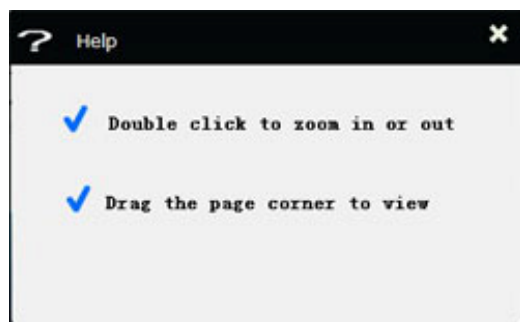 ? Help
Double click to zoom in or out
Drag the page corner to view